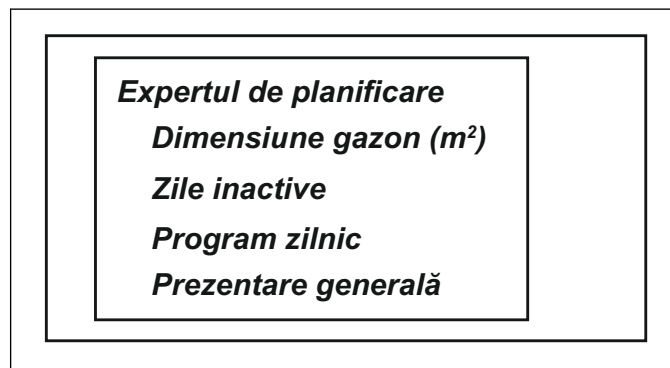 Expertul de planificare
Dimensiune gazon (m²)
Zile inactive
Program zilnic
Prezentare generală